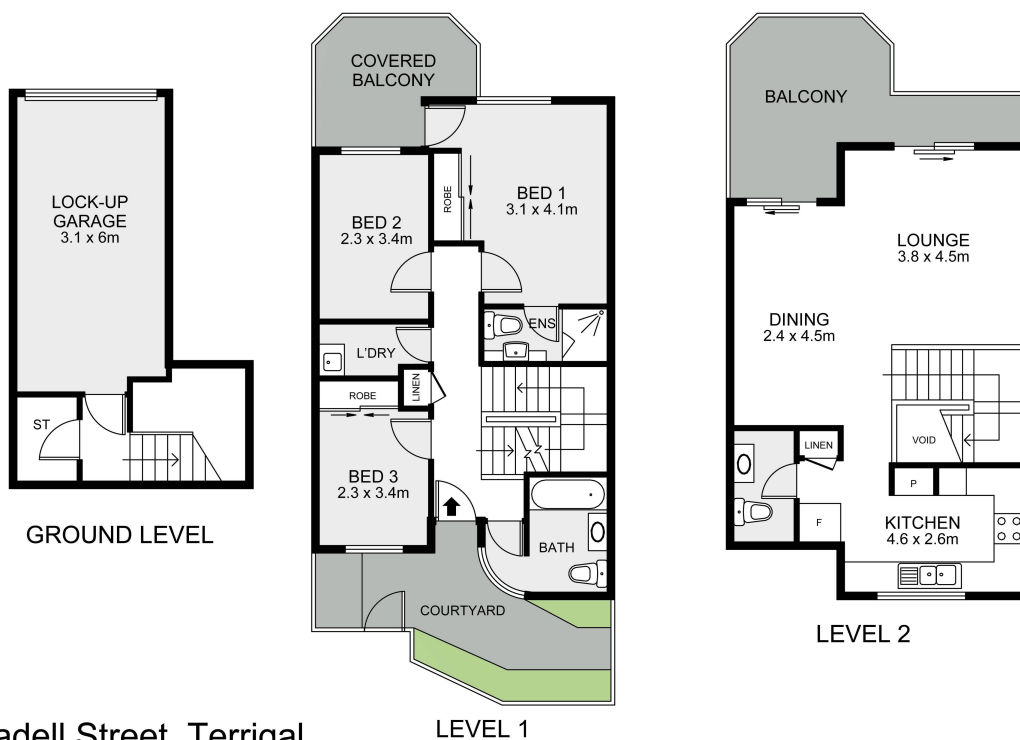 LOCK-UP
GARAGE
3.1 x 6m
ST
GROUND LEVEL
COVERED
BALCONY
BED 1
3.1 x 4.1m
ROBE
BED 2
2.3 x 3.4m
ENS
L'DRY
LINEN
ROBE
BED 3
2.3 x 3.4m
BATH
COURTYARD
LEVEL 1
BALCONY
LOUNGE
3.8 x 4.5m
DINING
2.4 x 4.5m
VOID
LINEN
P
F
KITCHEN
4.6 x 2.6m
LEVEL 2
Street, Terrigal